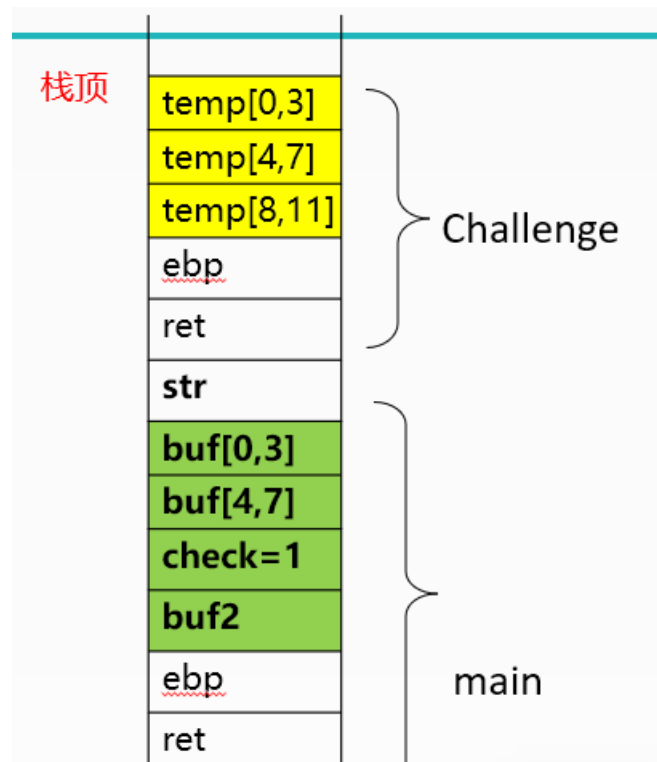 栈顶
temp[0,3]
temp[4,7]
temp[8,11]
Challenge
ebp
ret
str
buf[0,3]
buf[4,7]
check=1
buf2
ebp
main
ret